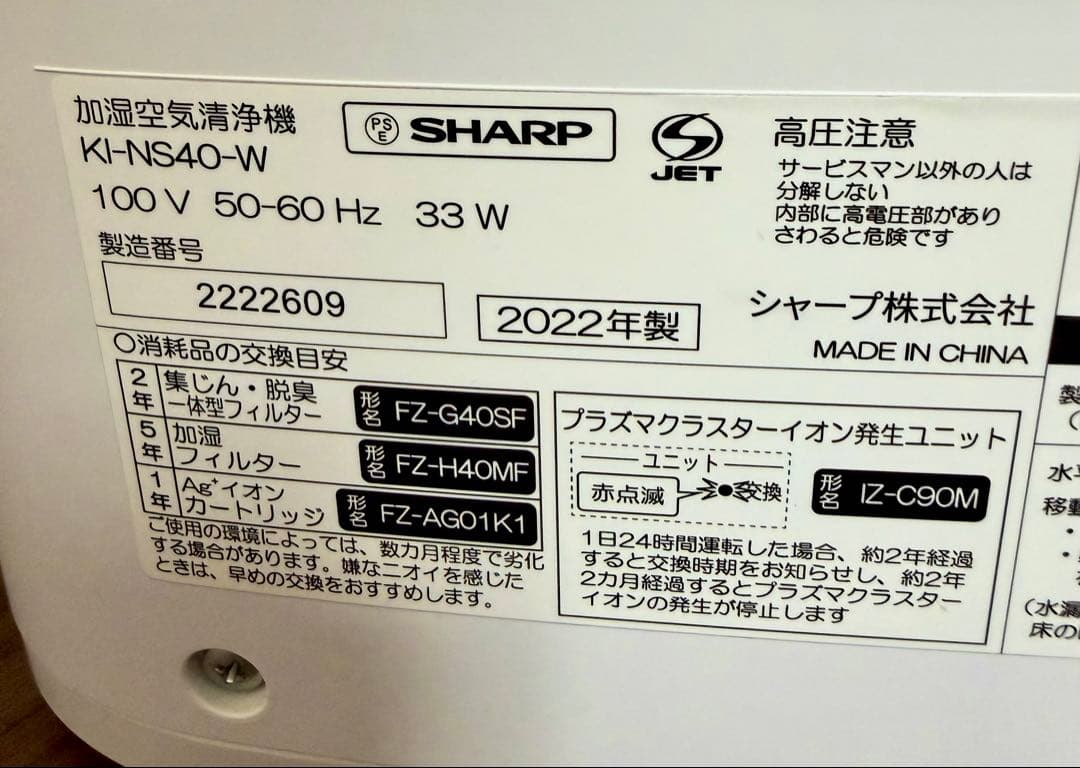 加湿空気清浄機
KI-NS40-W
100 V 50-60 Hz 33 W
PS E SHARP
JET
高圧注意
サービスマン以外の人は
分解しない
内部に高電圧部があり
さわると危険です
製造番号
2222609
2022年製
シャープ株式会社
MADE IN CHINA
○消耗品の交換目安
2年 集じん・脱臭 一体型フィルター 形名 FZ-G40SF
5年 加湿 フィルター 形名 FZ-H40MF
1年 Ag⁺イオン カートリッジ 形名 FZ-AG01K1
ご使用の環境によっては、数カ月程度で劣化
する場合があります。嫌なニオイを感じた
ときは、早めの交換をおすすめします。
プラズマクラスターイオン発生ユニット
ユニット
赤点滅 交換
形名 IZ-C90M
1日24時間運転した場合、約2年経過
すると交換時期をお知らせし、約2年
2カ月経過するとプラズマクラスター
イオンの発生が停止します
製
(
水平
移動
・
・
(水漏
床の